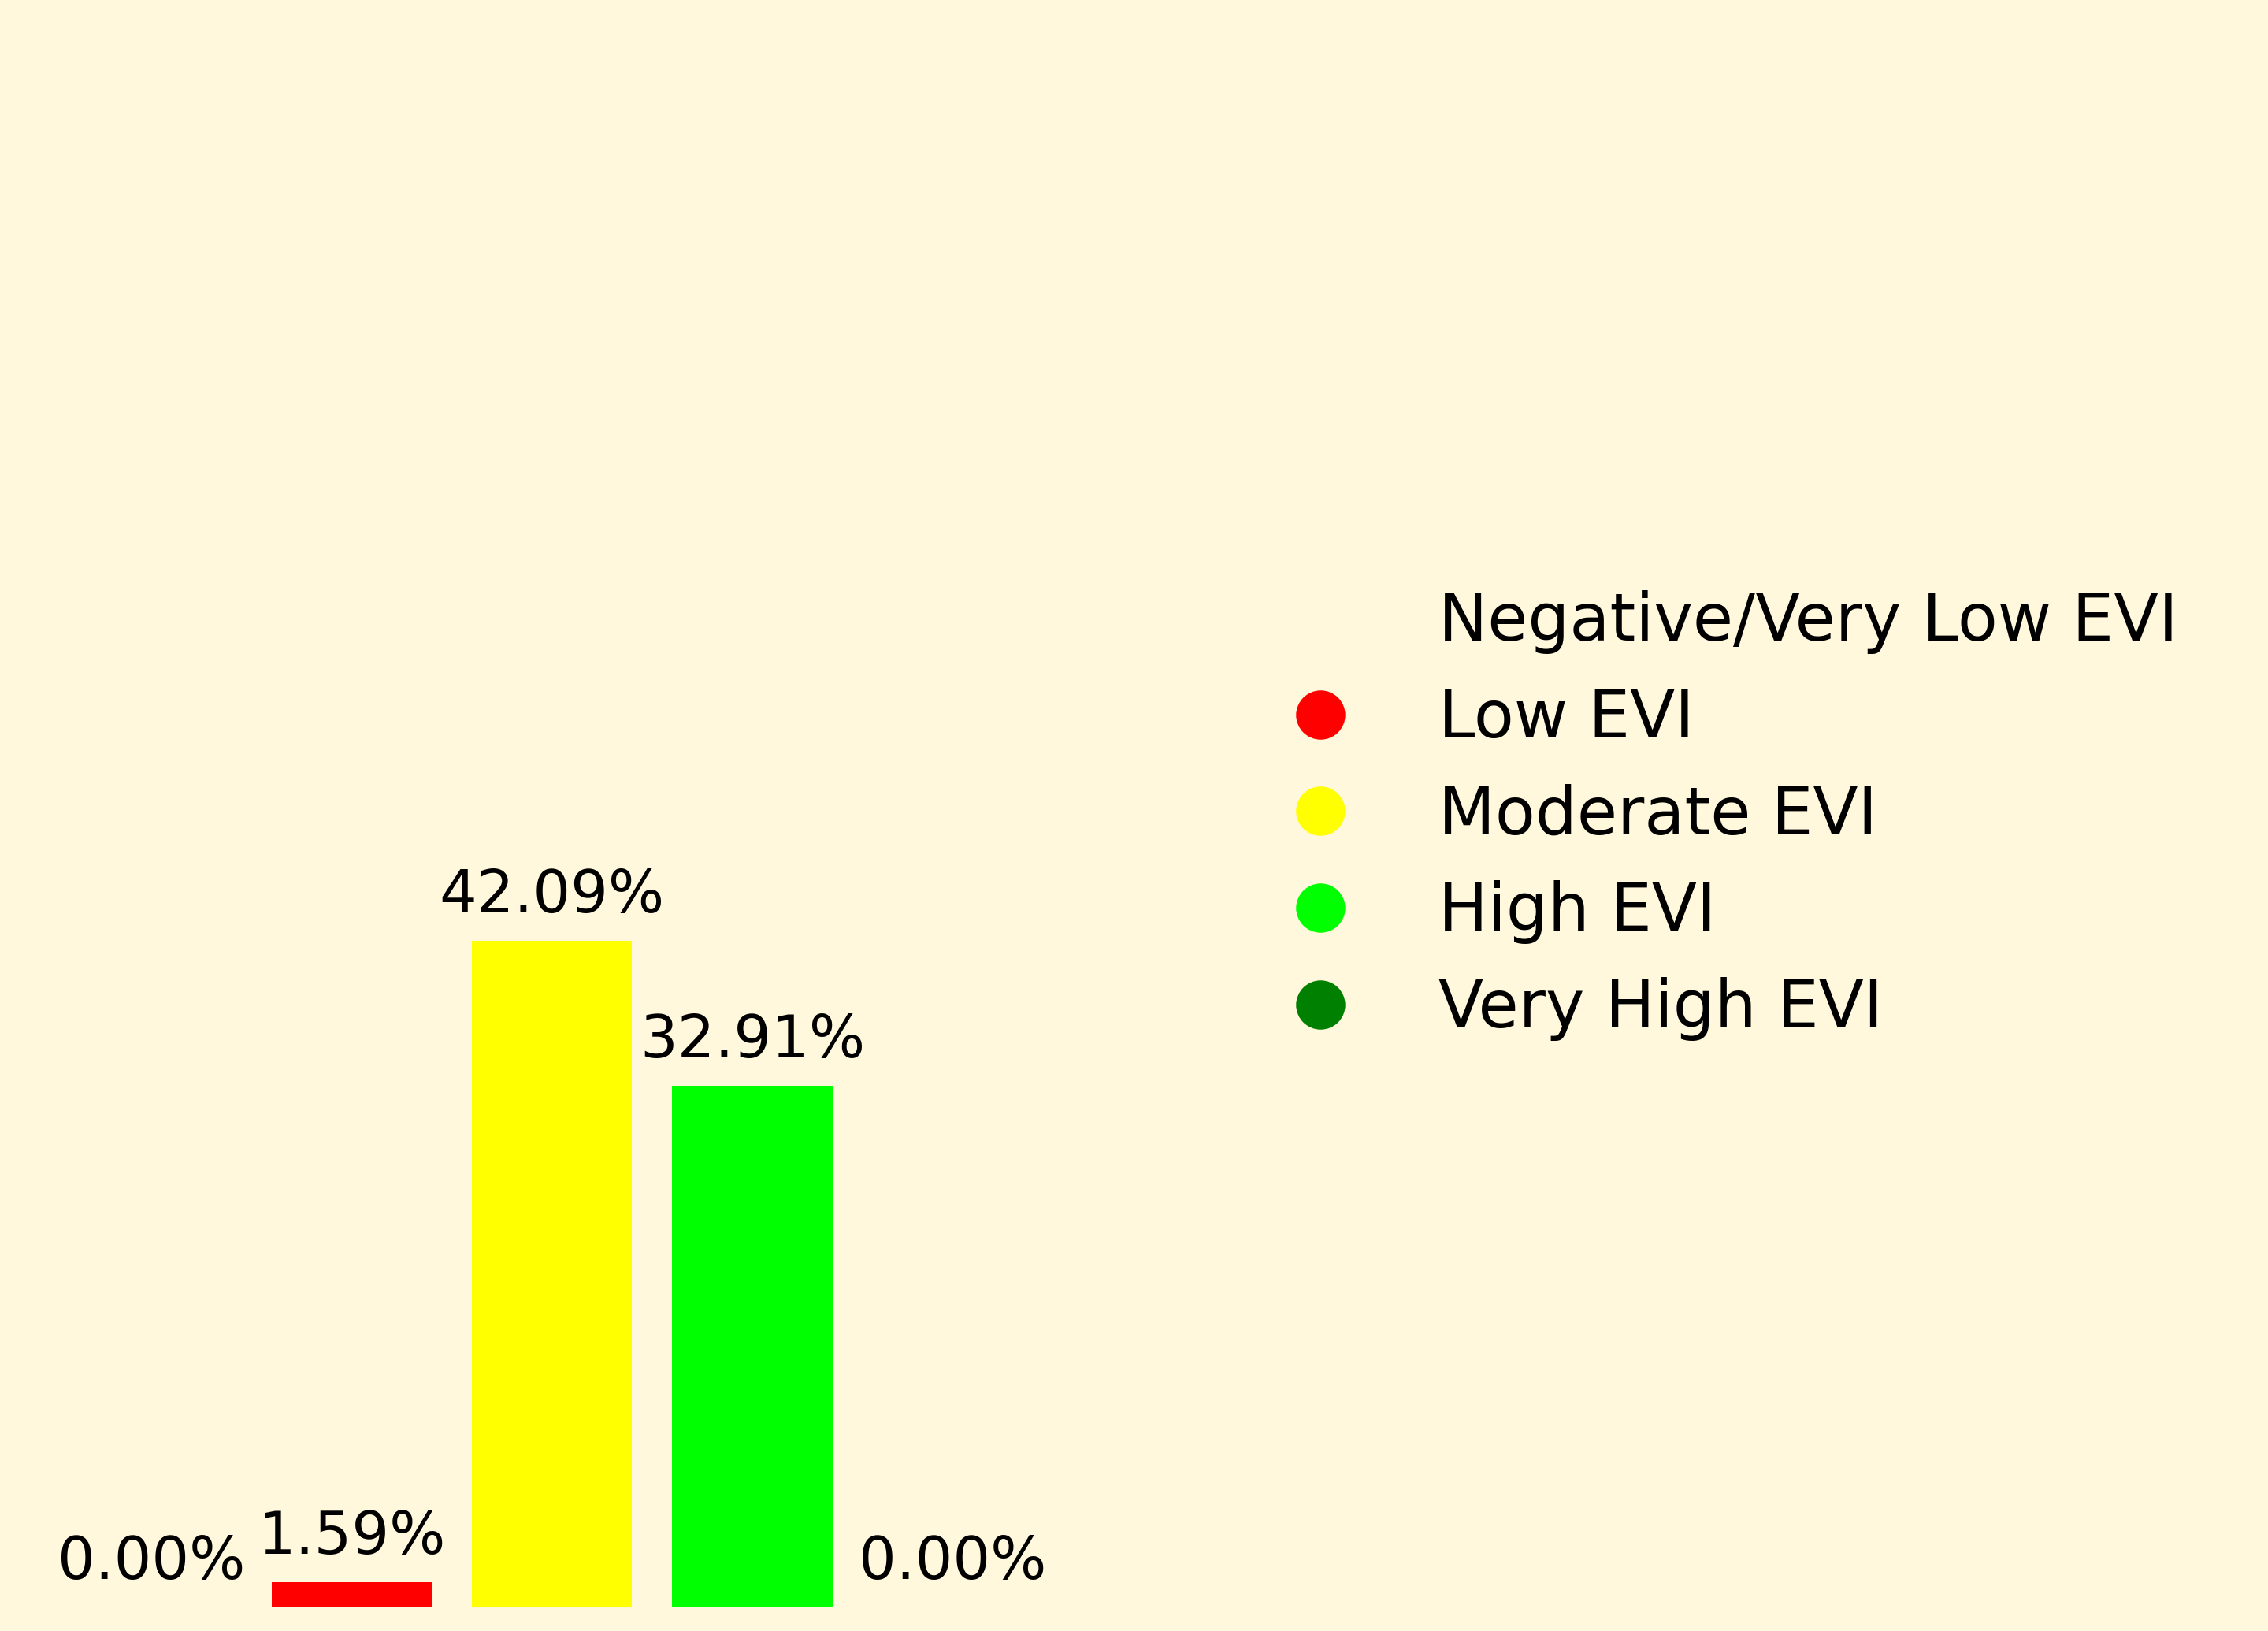 Negative/Very Low EVI
Low EVI
Moderate EVI
High EVI
Very High EVI
42.09%
32.91%
1.59%
0.00%
0.00%